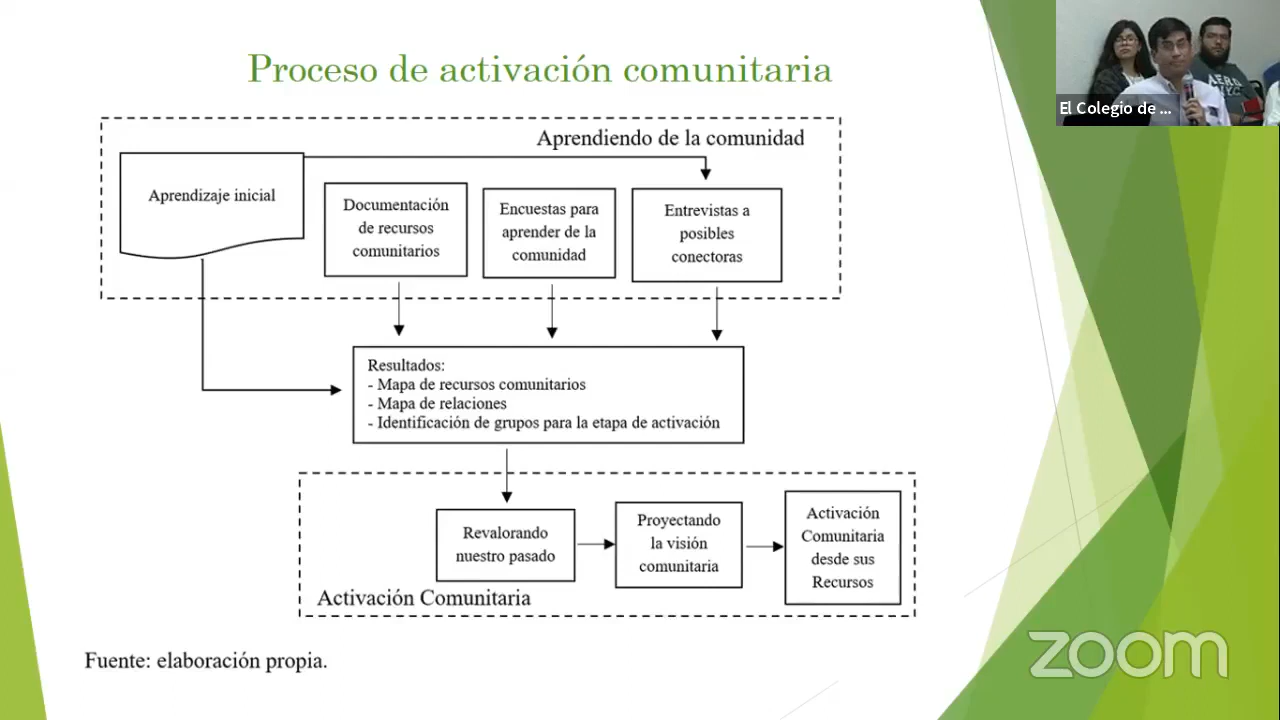 Proceso de activación comunitaria
El Colegio de ...
Aprendiendo de la comunidad
Aprendizaje inicial
Documentación
de recursos
comunitarios
Encuestas para
aprender de la
comunidad
Entrevistas a
posibles
conectoras
Resultados:
- Mapa de recursos comunitarios
- Mapa de relaciones
- Identificación de grupos para la etapa de activación
Revalorando
nuestro pasado
Proyectando
la visión
comunitaria
Activación
Comunitaria
desde sus
Recursos
Activación Comunitaria
Fuente: elaboración propia.
zoom